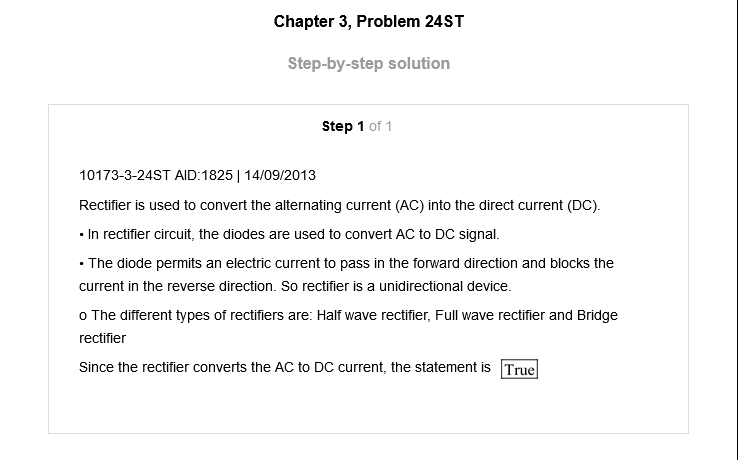 Chapter 3, Problem 24ST
Step-by-step solution
Step 1 of 1
10173-3-24ST AID:1825 | 14/09/2013
Rectifier is used to convert the alternating current (AC) into the direct current (DC).
• In rectifier circuit, the diodes are used to convert AC to DC signal.
• The diode permits an electric current to pass in the forward direction and blocks the
current in the reverse direction. So rectifier is a unidirectional device.
o The different types of rectifiers are: Half wave rectifier, Full wave rectifier and Bridge
rectifier
Since the rectifier converts the AC to DC current, the statement is True